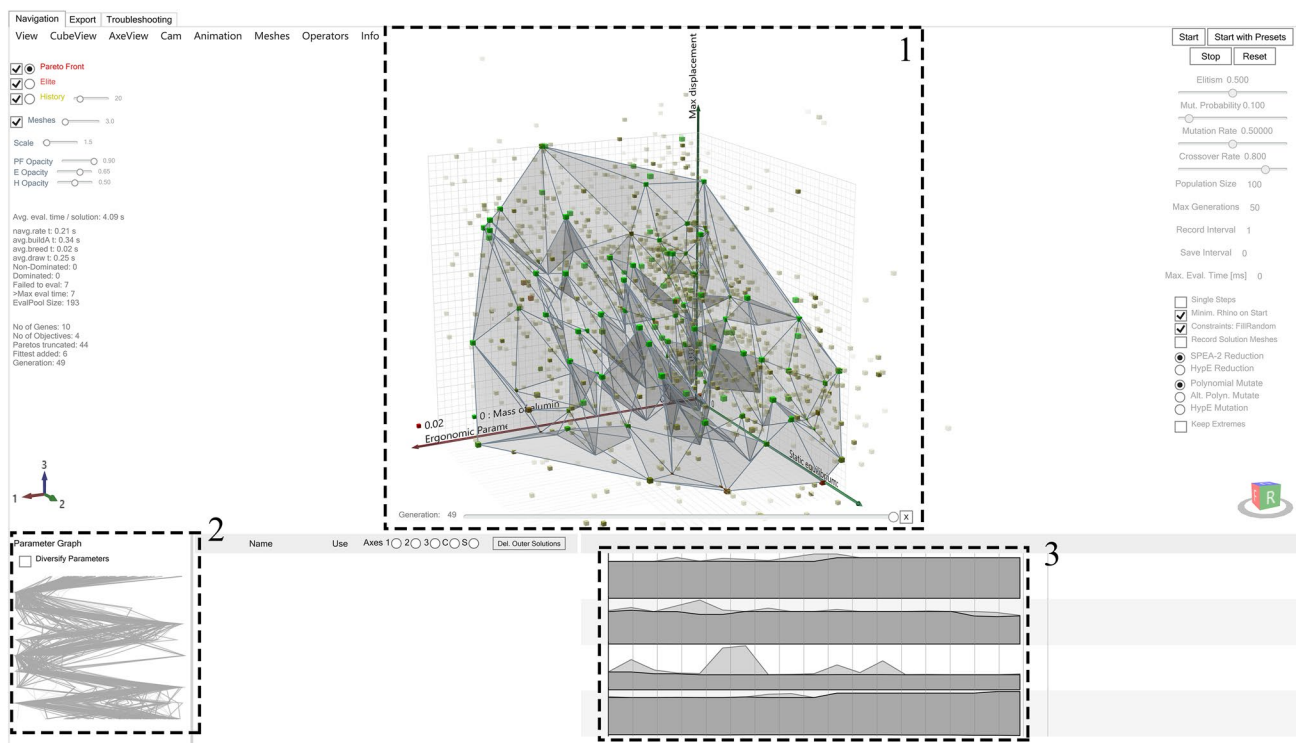 Navigation Export Troubleshooting
View CubeView AxeView Cam Animation Meshes Operators Info
Pareto Front
Elite
History 20
Meshes 3.0
Scale 1.5
PF Opacity 0.90
E Opacity 0.65
H Opacity 0.50
Avg. eval. time / solution: 4.09 s
navg.rate t: 0.21 s
avg.buildA t: 0.34 s
avg.breed t: 0.02 s
avg.draw t: 0.25 s
Non-Dominated: 0
Dominated: 0
Failed to eval: 7
>Max eval time: 7
EvalPool Size: 193
No of Genes: 10
No of Objectives: 4
Paretos truncated: 44
Fittest added: 6
Generation: 49
3
1
2
1
Max displacement
0 : Mass of alumin
0.02
Ergonomic Parame
Static equilibriumc
Generation: 49 X
Start Start with Presets
Stop Reset
Elitism 0.500
Mut. Probability 0.100
Mutation Rate 0.50000
Crossover Rate 0.800
Population Size 100
Max Generations 50
Record Interval 1
Save Interval 0
Max. Eval. Time [ms] 0
Single Steps
Minim. Rhino on Start
Constraints: FillRandom
Record Solution Meshes
SPEA-2 Reduction
HypE Reduction
Polynomial Mutate
Alt. Polyn. Mutate
HypE Mutation
Keep Extremes
R
2
Parameter Graph
Diversify Parameters
Name Use Axes 1 2 3 C S Del. Outer Solutions
3